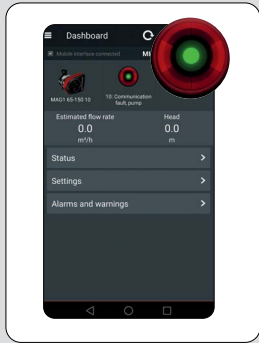 Dashboard
Mobile interface connected
MAG1 65-150 10
10: Communication
fault, pump
Estimated flow rate
Head
0.0
0.0
m³/h
m
Status
Settings
Alarms and warnings